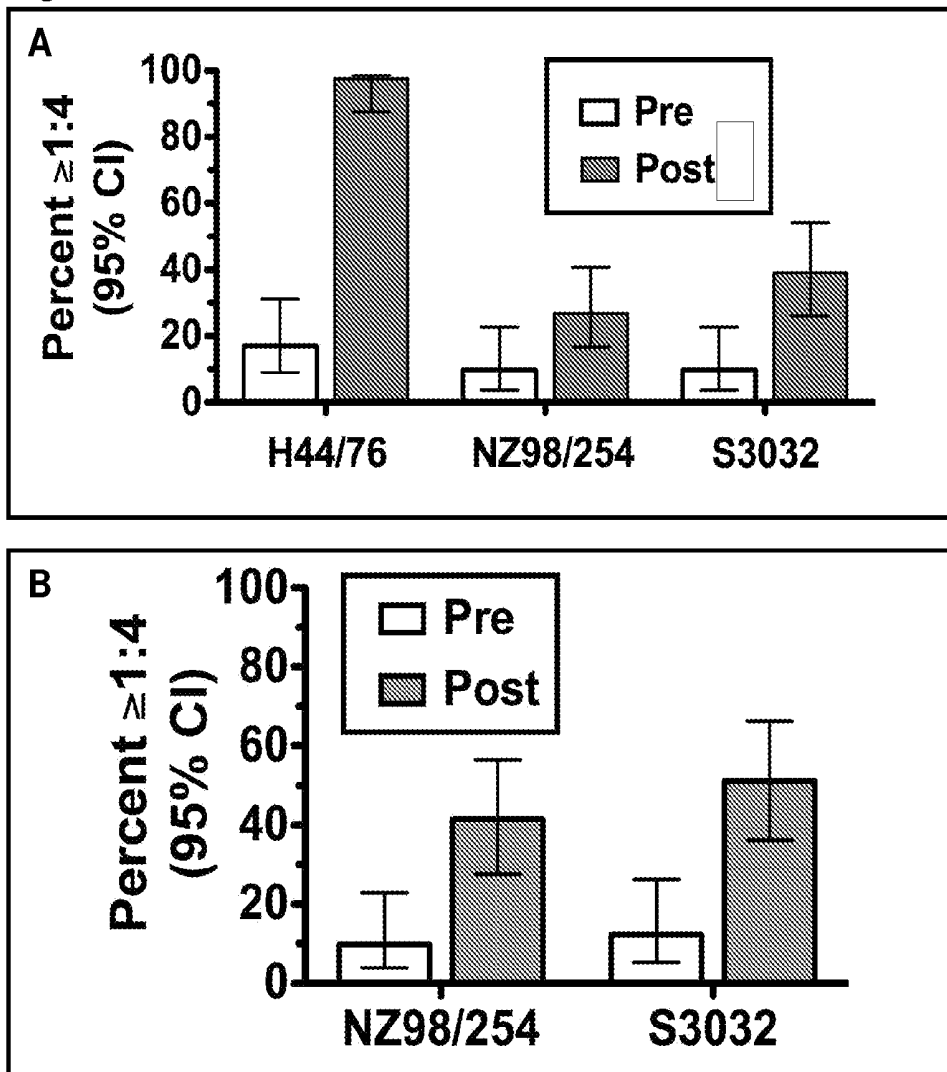 A
Percent ≥1:4
(95% CI)
100
80
60
40
20
0
Pre
Post
H44/76
NZ98/254
S3032
B
Percent ≥1:4
(95% CI)
100
80
60
40
20
0
Pre
Post
NZ98/254
S3032